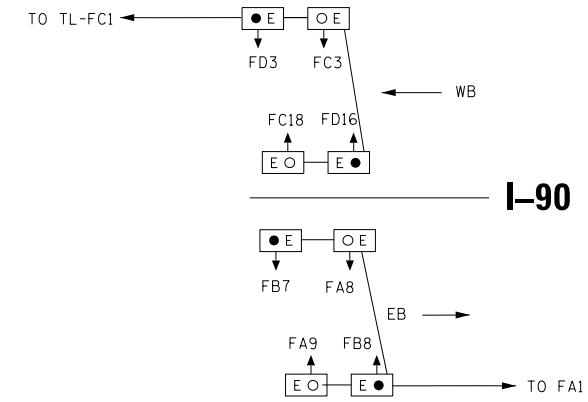 TO TL-FC1
E
E
FD3
FC3
WB
FC18
FD16
E
E
I–90
E
E
FB7
FA8
EB
FA9
FB8
E
E
TO FA1